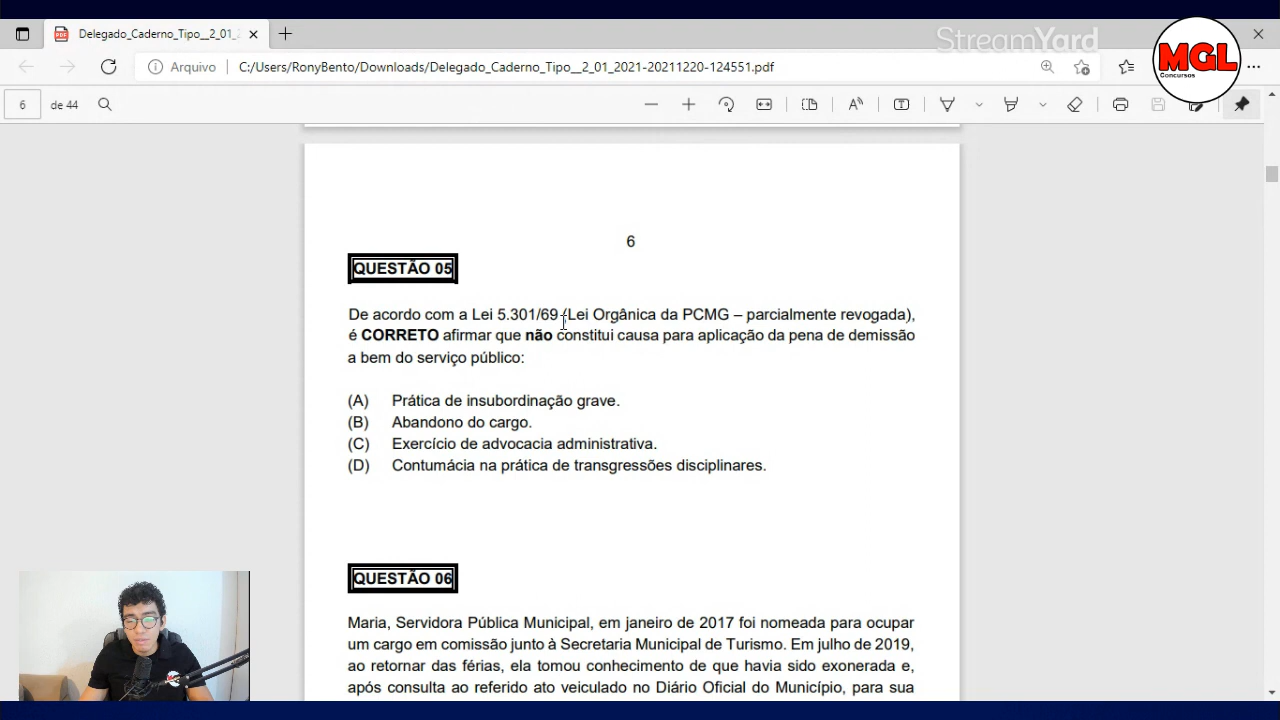 Delegado_Caderno_Tipo__2_01_2
StreamYard
MGL
Concursos
Arquivo
C:/Users/RonyBento/Downloads/Delegado_Caderno_Tipo__2_01_2021-20211220-124551.pdf
6 de 44
6
QUESTÃO 05
De acordo com a Lei 5.301/69 (Lei Orgânica da PCMG – parcialmente revogada),
é CORRETO afirmar que não constitui causa para aplicação da pena de demissão
a bem do serviço público:
(A) Prática de insubordinação grave.
(B) Abandono do cargo.
(C) Exercício de advocacia administrativa.
(D) Contumácia na prática de transgressões disciplinares.
QUESTÃO 06
Maria, Servidora Pública Municipal, em janeiro de 2017 foi nomeada para ocupar
um cargo em comissão junto à Secretaria Municipal de Turismo. Em julho de 2019,
ao retornar das férias, ela tomou conhecimento de que havia sido exonerada e,
após consulta ao referido ato veiculado no Diário Oficial do Município, para sua